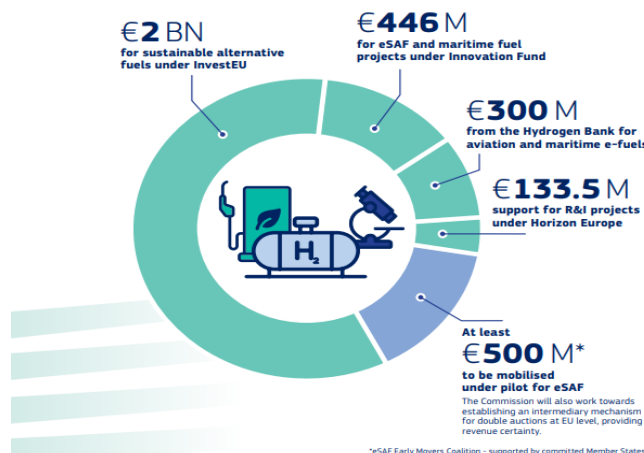 €2 BN
for sustainable alternative
fuels under InvestEU
€446 M
for eSAF and maritime fuel
projects under Innovation Fund
€300 M
from the Hydrogen Bank for
aviation and maritime e-fuels
€133.5 M
support for R&I projects
under Horizon Europe
H2
At least
€500 M*
to be mobilised
under pilot for eSAF
The Commission will also work towards
establishing an intermediary mechanism
for double auctions at EU level, providing
revenue certainty.
*eSAF Early Movers Coalition - supported by committed Member States